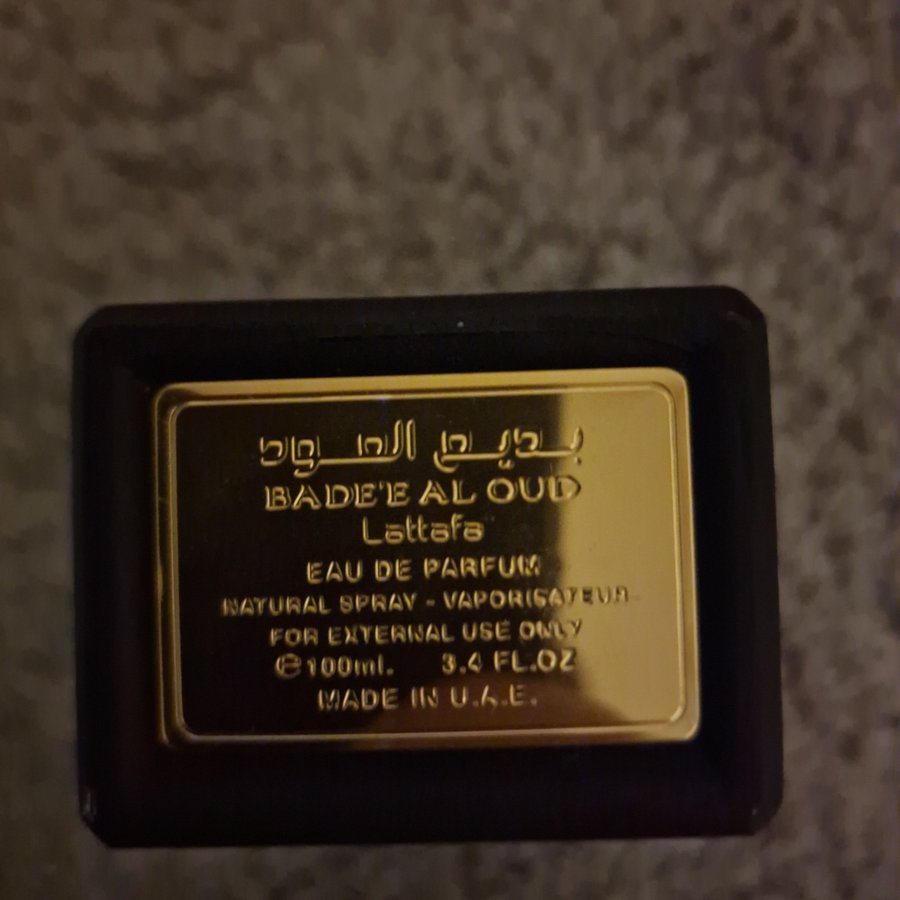 بديع العود
BADE'E AL OUD
Lattafa
EAU DE PARFUM
NATURAL SPRAY - VAPORISATEUR
FOR EXTERNAL USE ONLY
℮100ml. 3.4 FL.OZ
MADE IN U.A.E.